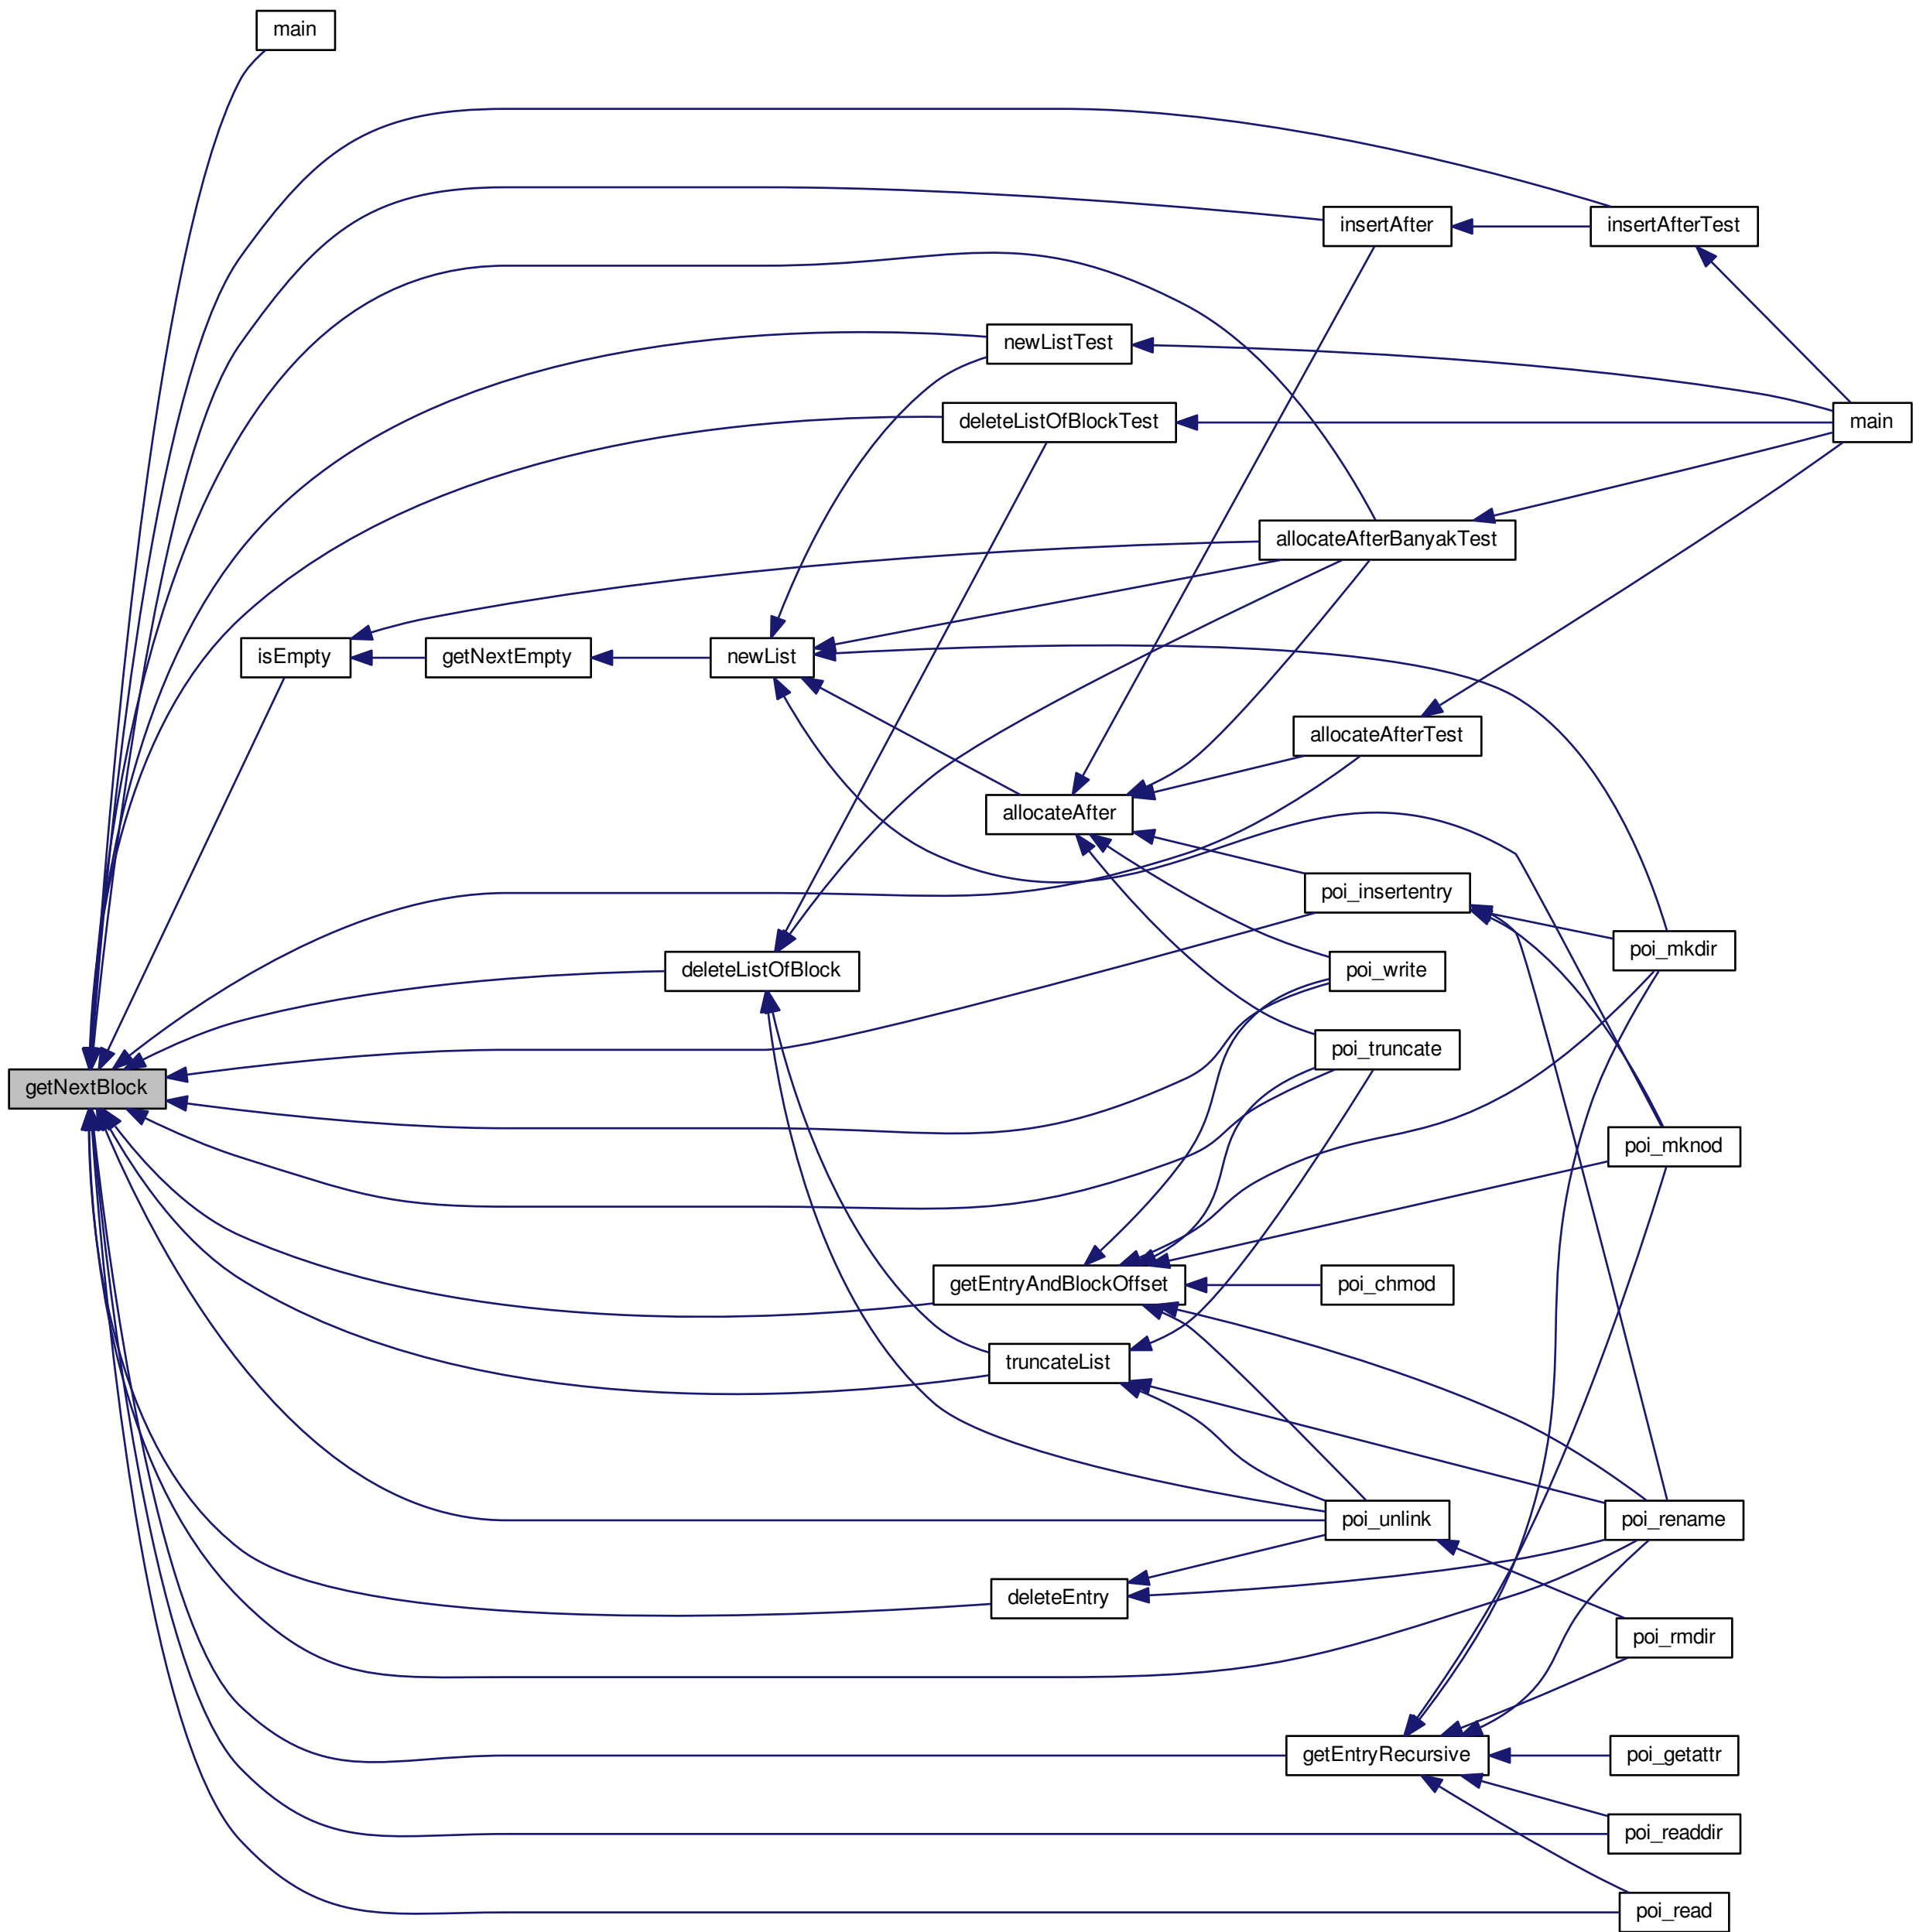 main
insertAfter
insertAfterTest
newListTest
deleteListOfBlockTest
main
allocateAfterBanyakTest
isEmpty
getNextEmpty
newList
allocateAfterTest
allocateAfter
poi_insertentry
poi_mkdir
deleteListOfBlock
poi_write
poi_truncate
getNextBlock
poi_mknod
getEntryAndBlockOffset
poi_chmod
truncateList
poi_unlink
poi_rename
deleteEntry
poi_rmdir
getEntryRecursive
poi_getattr
poi_readdir
poi_read